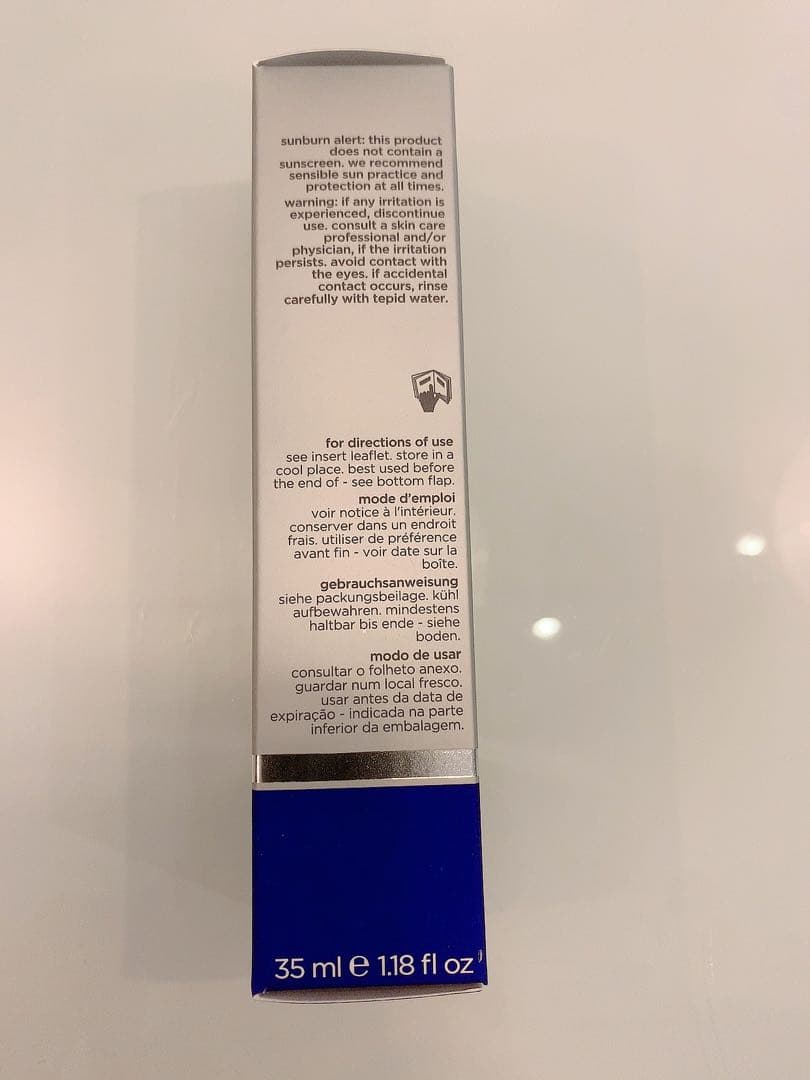 sunburn alert: this product
does not contain a
sunscreen. we recommend
sensible sun practice and
protection at all times.
warning: if any irritation is
experienced, discontinue
use. consult a skin care
professional and/or
physician, if the irritation
persists. avoid contact with
the eyes. if accidental
contact occurs, rinse
carefully with tepid water.
for directions of use
see insert leaflet. store in a
cool place. best used before
the end of - see bottom flap.
mode d'emploi
voir notice à l'intérieur.
conserver dans un endroit
frais. utiliser de préférence
avant fin - voir date sur la
boîte.
gebrauchsanweisung
siehe packungsbeilage. kühl
aufbewahren. mindestens
haltbar bis ende - siehe
boden.
modo de usar
consultar o folheto anexo.
guardar num local fresco.
usar antes da data de
expiração - indicada na parte
inferior da embalagem.
35 ml ℮ 1.18 fl oz